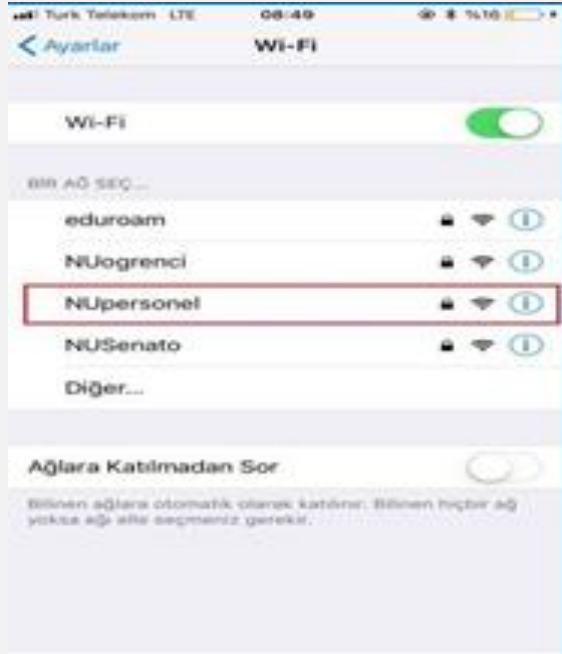 Turk Telekom LTE 08:49 %16
Ayarlar Wi-Fi
Wi-Fi
BİR AĞ SEÇ...
eduroam
NUogrenci
NUpersonel
NUSenato
Diğer...
Ağlara Katılmadan Sor
Bilinen ağlara otomatik olarak katılınır. Bilinen hiçbir ağ
yoksa ağı elle seçmeniz gerekir.